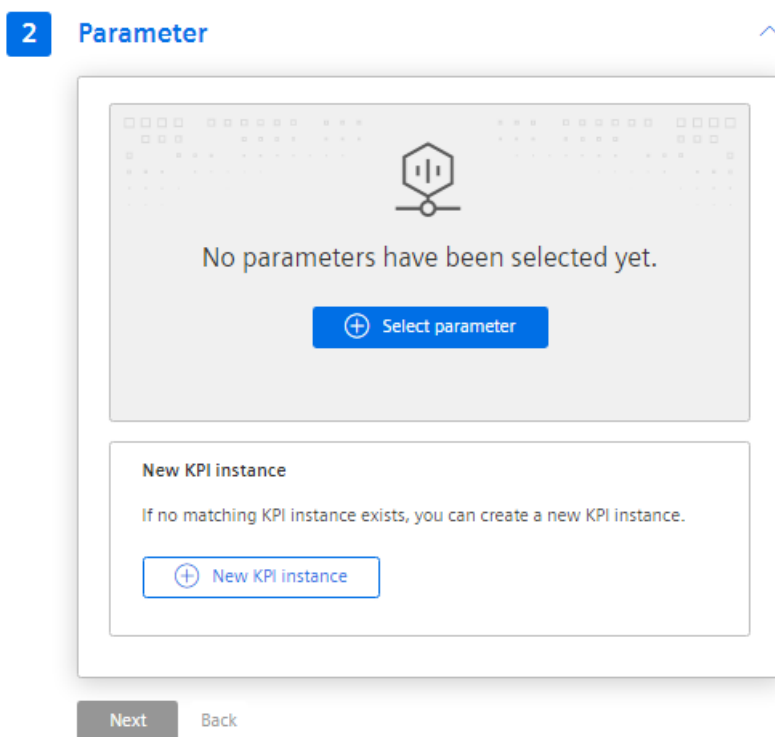 2 Parameter
No parameters have been selected yet.
Select parameter
New KPI instance
If no matching KPI instance exists, you can create a new KPI instance.
New KPI instance
Next Back